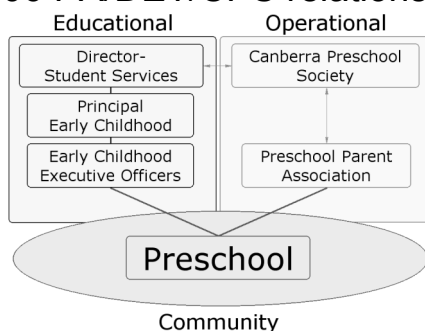 Educational Operational
Director-
Student Services
Canberra Preschool
Society
Principal
Early Childhood
Early Childhood
Executive Officers
Preschool Parent
Association
Preschool
Community